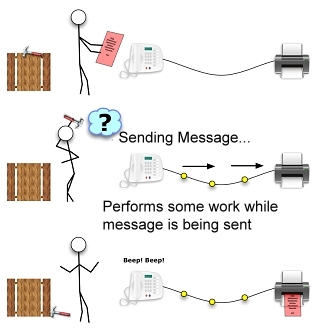 ?
Sending Message...
Performs some work while
message is being sent
Beep! Beep!